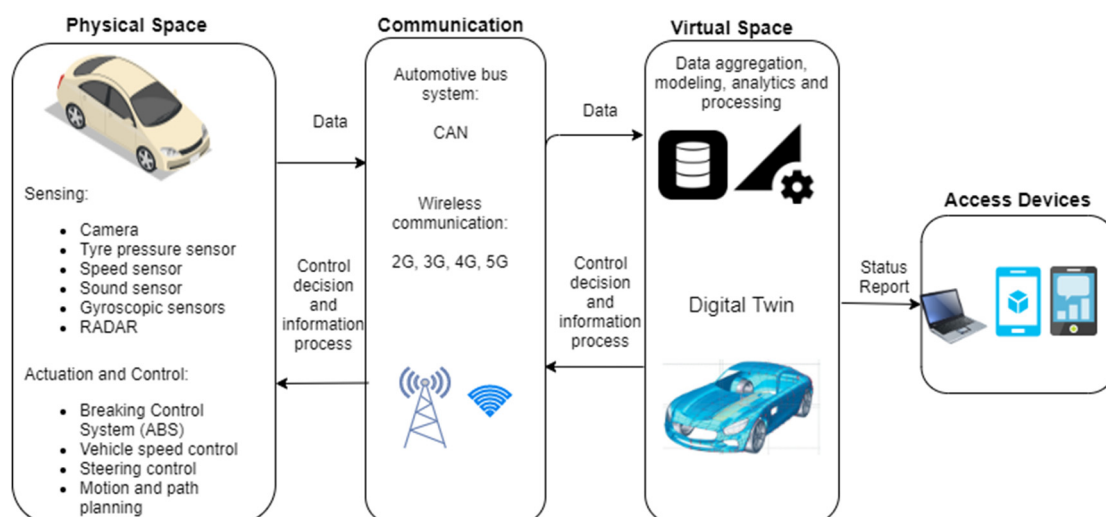 Physical Space
Sensing:
Camera
Tyre pressure sensor
Speed sensor
Sound sensor
Gyroscopic sensors
RADAR
Actuation and Control:
Breaking Control
System (ABS)
Vehicle speed control
Steering control
Motion and path
planning
Data
Control
decision and
information
process
Communication
Automotive bus
system:
CAN
Wireless
communication:
2G, 3G, 4G, 5G
Data
Control
decision and
information
process
Virtual Space
Data aggregation,
modeling, analytics and
processing
Digital Twin
Status
Report
Access Devices